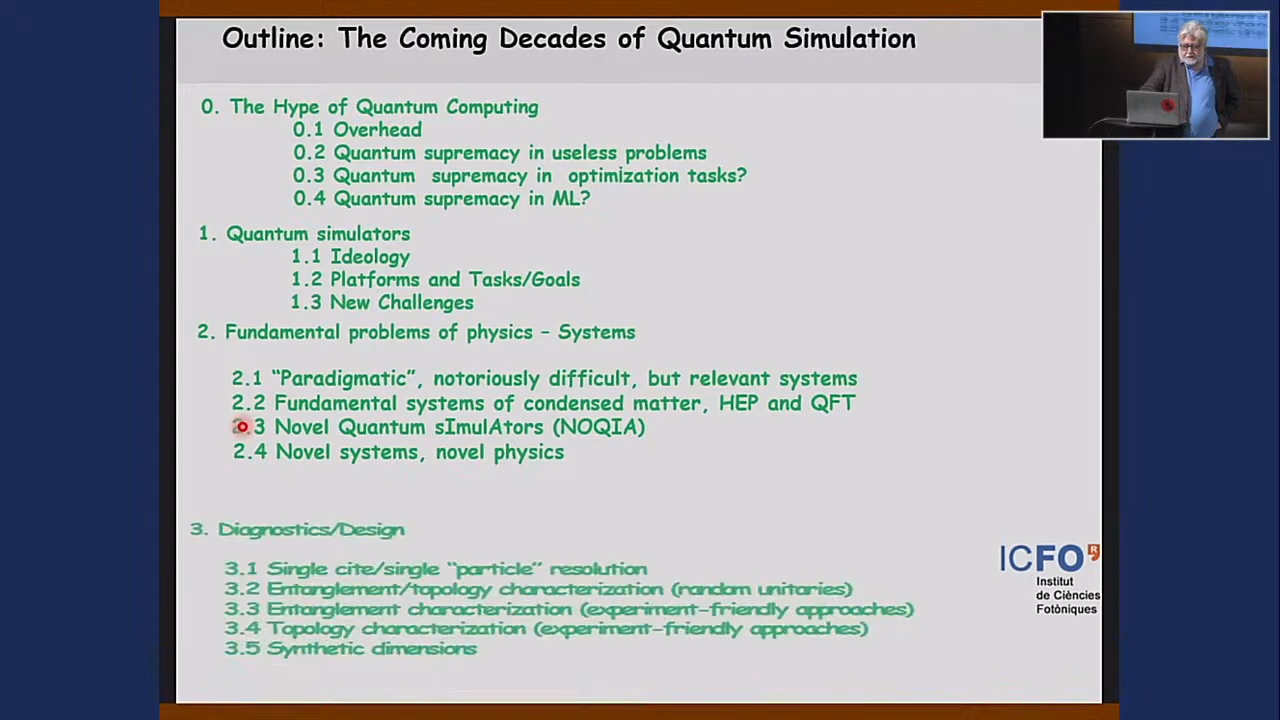 Outline: The Coming Decades of Quantum Simulation
0. The Hype of Quantum Computing
0.1 Overhead
0.2 Quantum supremacy in useless problems
0.3 Quantum supremacy in optimization tasks?
0.4 Quantum supremacy in ML?
1. Quantum simulators
1.1 Ideology
1.2 Platforms and Tasks/Goals
1.3 New Challenges
2. Fundamental problems of physics – Systems
2.1 “Paradigmatic”, notoriously difficult, but relevant systems
2.2 Fundamental systems of condensed matter, HEP and QFT
2.3 Novel Quantum sImulAtors (NOQIA)
2.4 Novel systems, novel physics
3. Diagnostics/Design
3.1 Single cite/single “particle” resolution
3.2 Entanglement/topology characterization (random unitaries)
3.3 Entanglement characterization (experiment-friendly approaches)
3.4 Topology characterization (experiment-friendly approaches)
3.5 Synthetic dimensions
ICFO R
Institut
de Ciències
Fotòniques